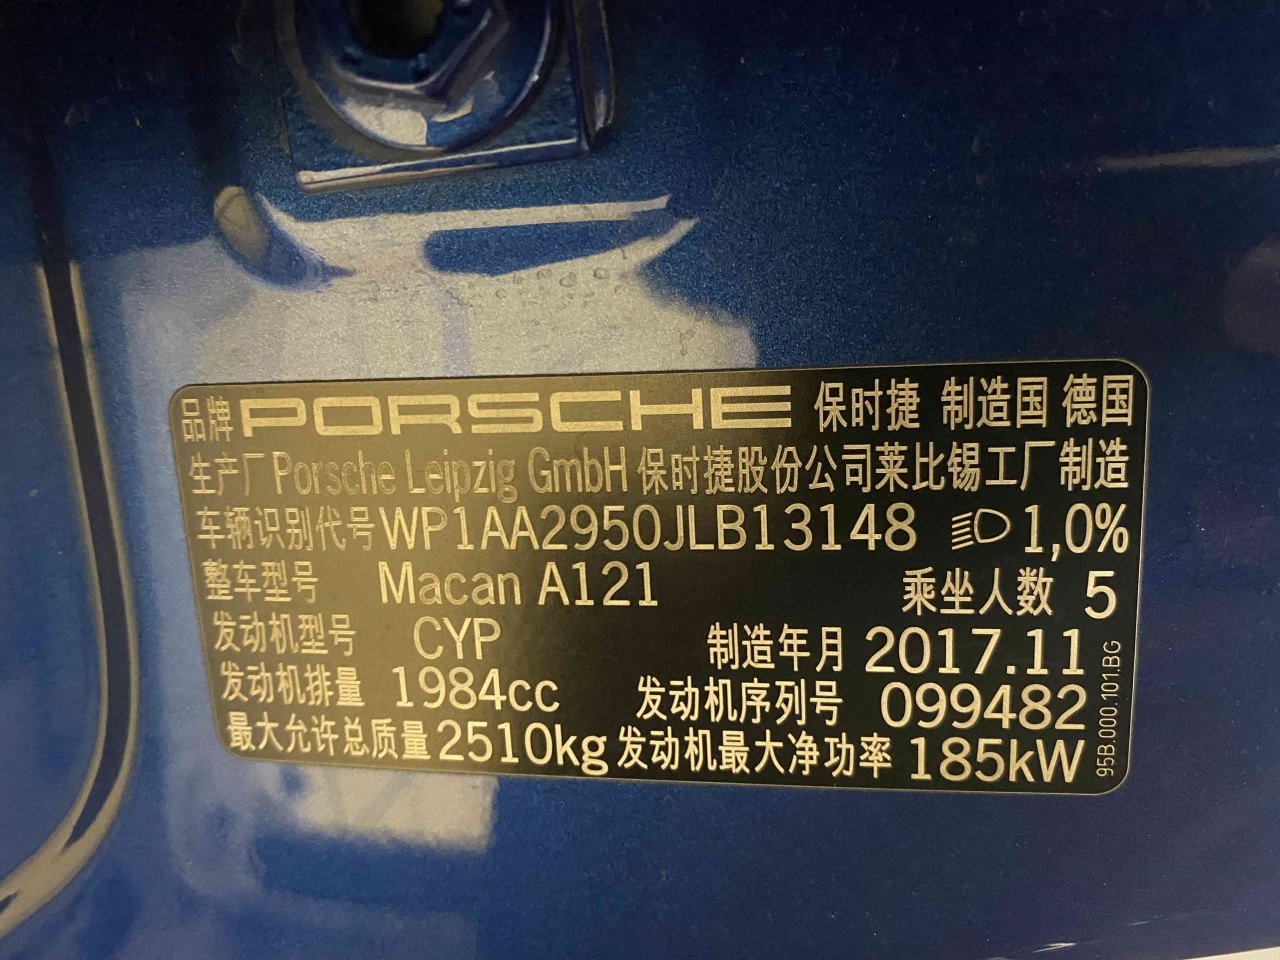 品牌 PORSCHE 保时捷 制造国 德国
生产厂 Porsche Leipzig GmbH 保时捷股份公司莱比锡工厂 制造
车辆识别代号 WP1AA2950JLB13148 1,0%
整车型号 Macan A121 乘坐人数 5
发动机型号 CYP 制造年月 2017.11
发动机排量 1984cc 发动机序列号 099482
最大允许总质量 2510kg 发动机最大净功率 185kW
95B.000.101.BG